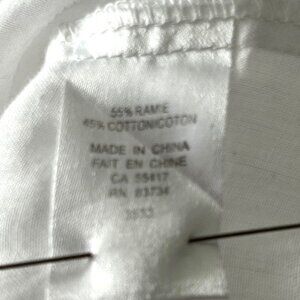 55% RAMIE
45% COTTON/COTON
MADE IN CHINA
FAIT EN CHINE
CA 55417
RN 83734